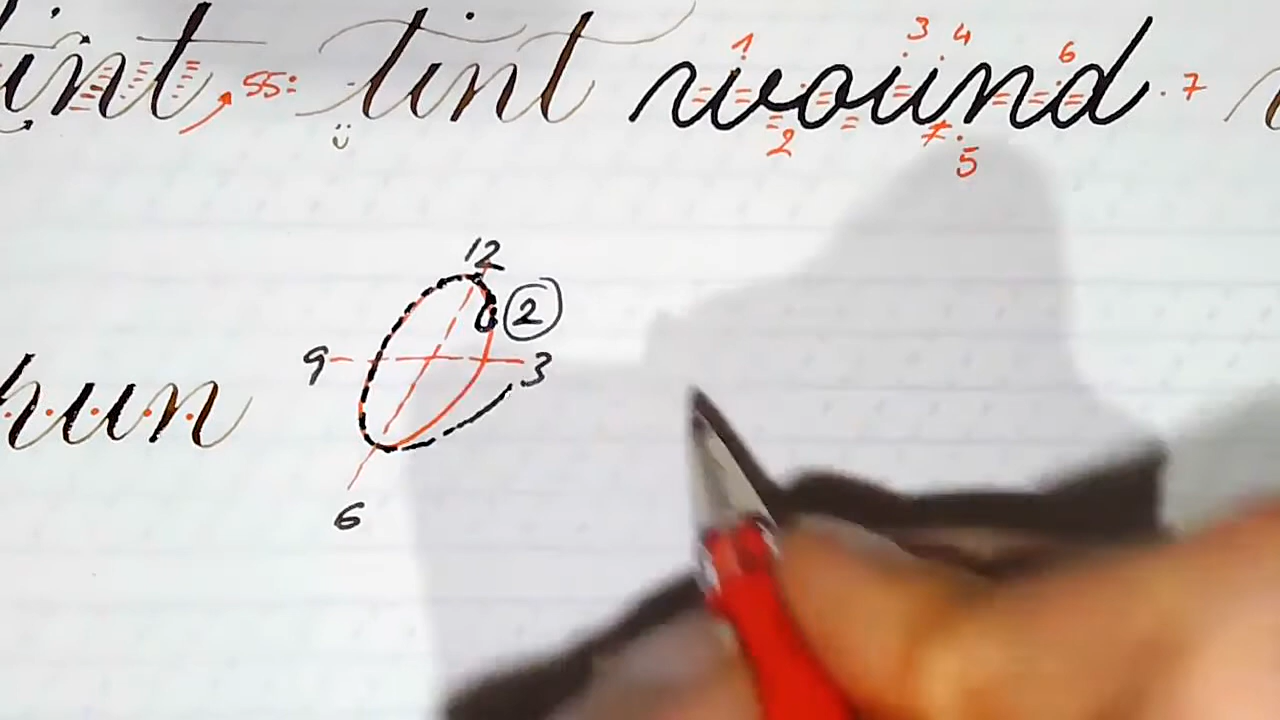 tint, 55: tint wound
1 2 3 4 5 6 7
12
2
9 3
hun
6